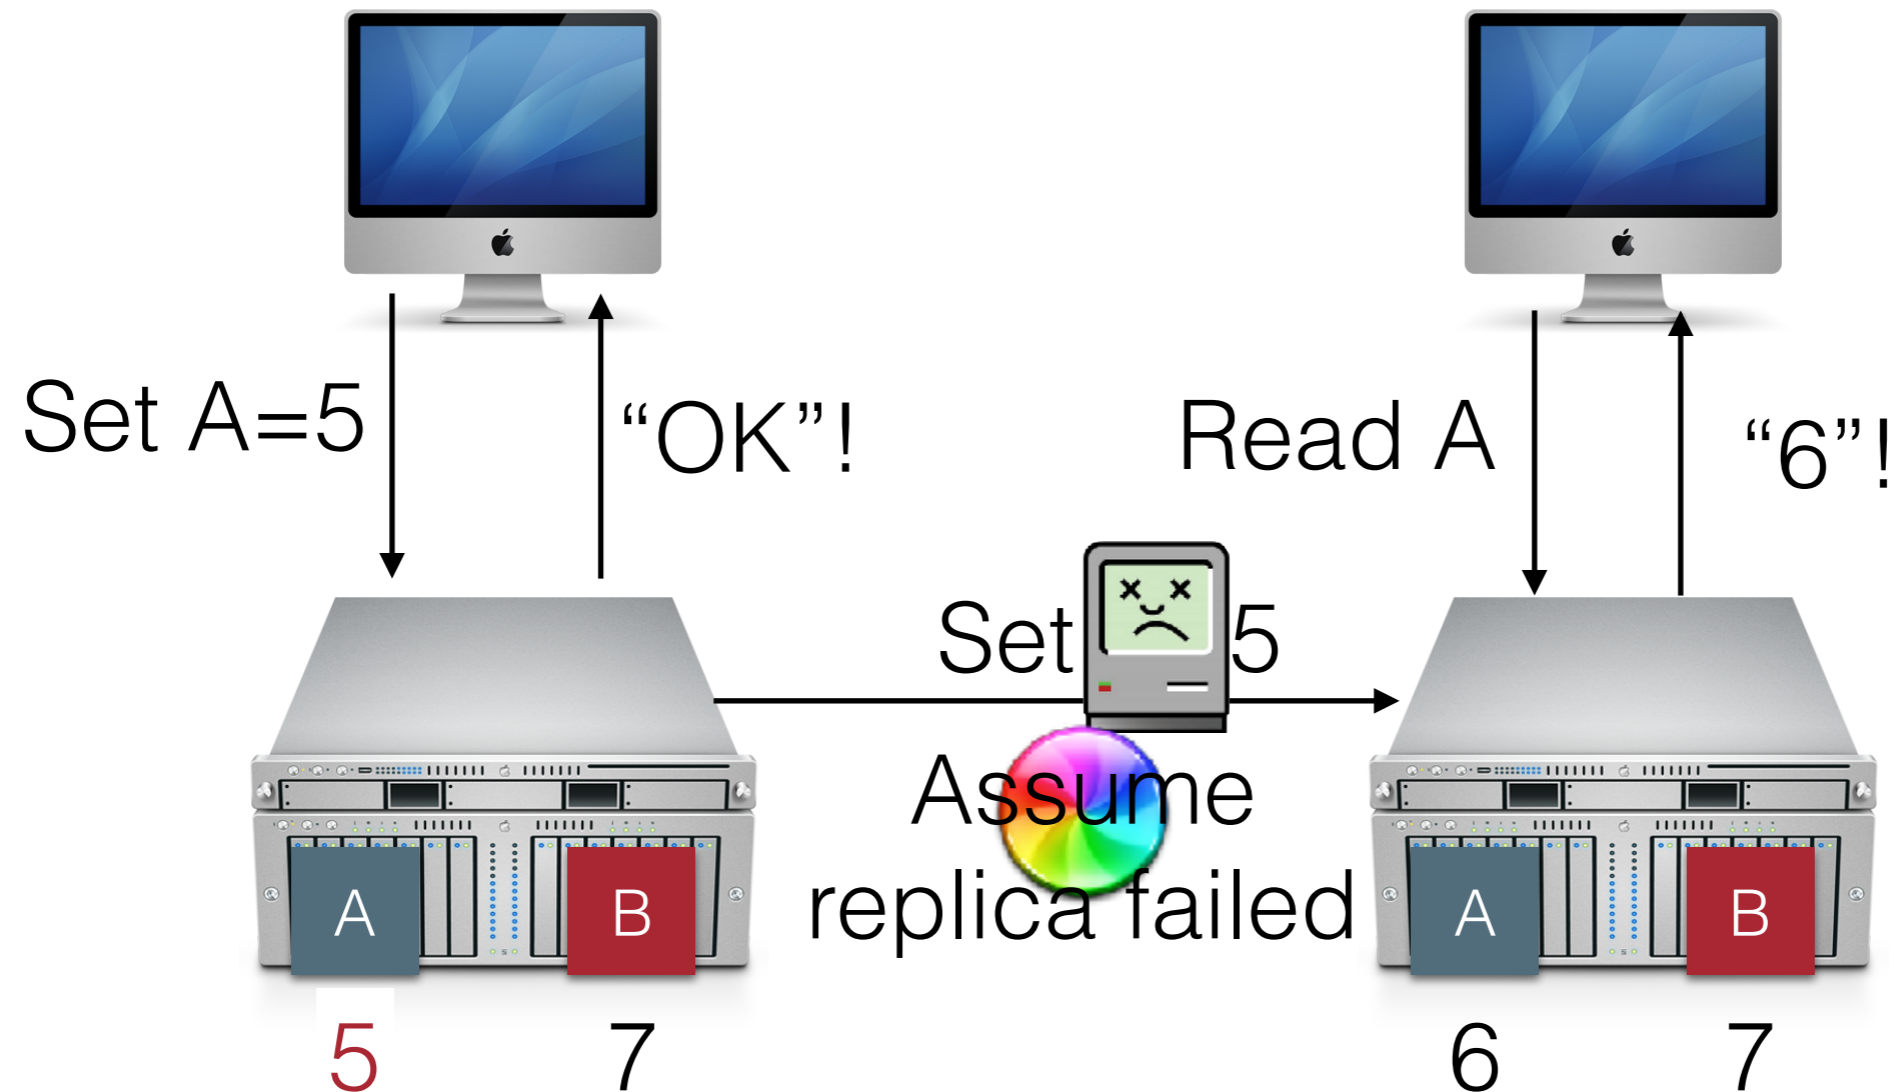 Set A=5
“OK”!
Read A
“6”!
Set 5
Assume
replica failed
A
B
A
B
5
7
6
7